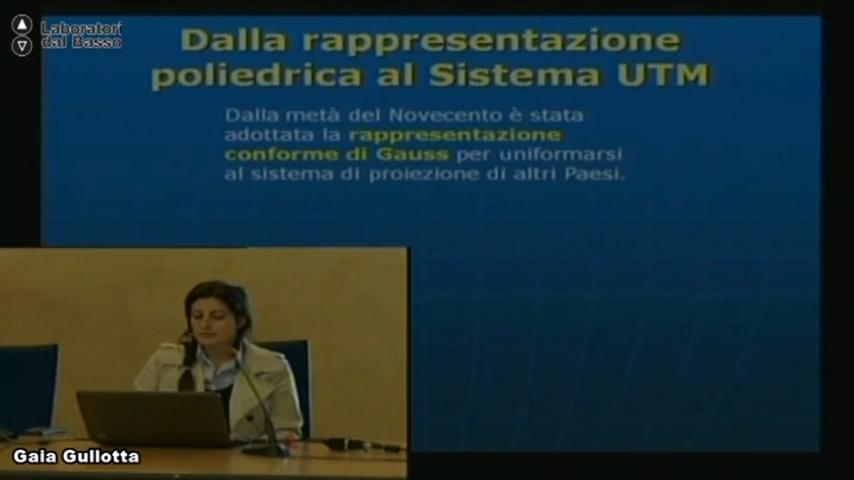 Laboratori
dal Basso
Dalla rappresentazione
poliedrica al Sistema UTM
Dalla metà del Novecento è stata
adottata la rappresentazione
conforme di Gauss per uniformarsi
al sistema di proiezione di altri Paesi.
Gaia Gullotta